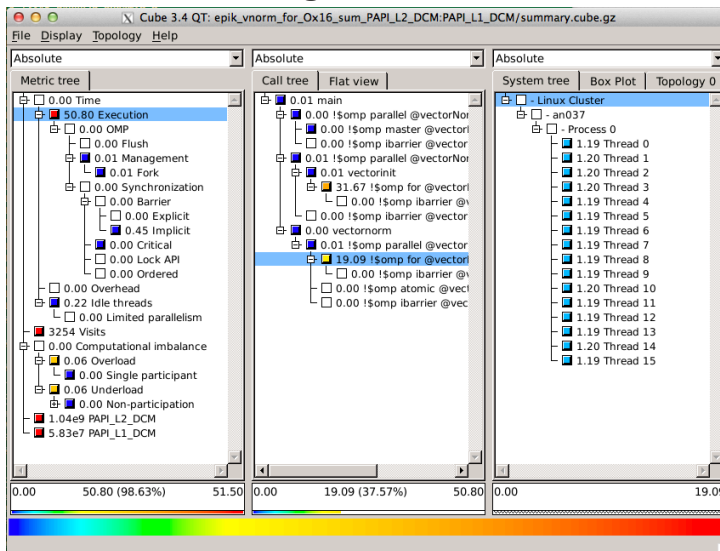 Cube 3.4 QT: epik_vnorm_for_Ox16_sum_PAPI_L2_DCM:PAPI_L1_DCM/summary.cube.gz
File Display Topology Help
Absolute
Absolute
Absolute
Metric tree
Call tree
Flat view
System tree
Box Plot
Topology 0
0.00 Time
50.80 Execution
0.00 OMP
0.00 Flush
0.01 Management
0.01 Fork
0.00 Synchronization
0.00 Barrier
0.00 Explicit
0.45 Implicit
0.00 Critical
0.00 Lock API
0.00 Ordered
0.00 Overhead
0.22 Idle threads
0.00 Limited parallelism
3254 Visits
0.00 Computational imbalance
0.06 Overload
0.00 Single participant
0.06 Underload
0.00 Non-participation
1.04e9 PAPI_L2_DCM
5.83e7 PAPI_L1_DCM
0.01 main
0.00 !$omp parallel @vectorNor
0.00 !$omp master @vectorl
0.00 !$omp ibarrier @vector
0.01 !$omp parallel @vectorNor
0.01 vectorinit
31.67 !$omp for @vectorl
0.00 !$omp ibarrier @v
0.00 !$omp ibarrier @vector
0.00 vectornorm
0.01 !$omp parallel @vector
19.09 !$omp for @vectorl
0.00 !$omp ibarrier @v
0.00 !$omp atomic @vect
0.00 !$omp ibarrier @vec
- Linux Cluster
- an037
- Process 0
1.19 Thread 0
1.20 Thread 1
1.20 Thread 2
1.20 Thread 3
1.19 Thread 4
1.19 Thread 5
1.19 Thread 6
1.19 Thread 7
1.19 Thread 8
1.19 Thread 9
1.20 Thread 10
1.19 Thread 11
1.19 Thread 12
1.19 Thread 13
1.20 Thread 14
1.19 Thread 15
0.00 50.80 (98.63%) 51.50
0.00 19.09 (37.57%) 50.80
0.00 19.09